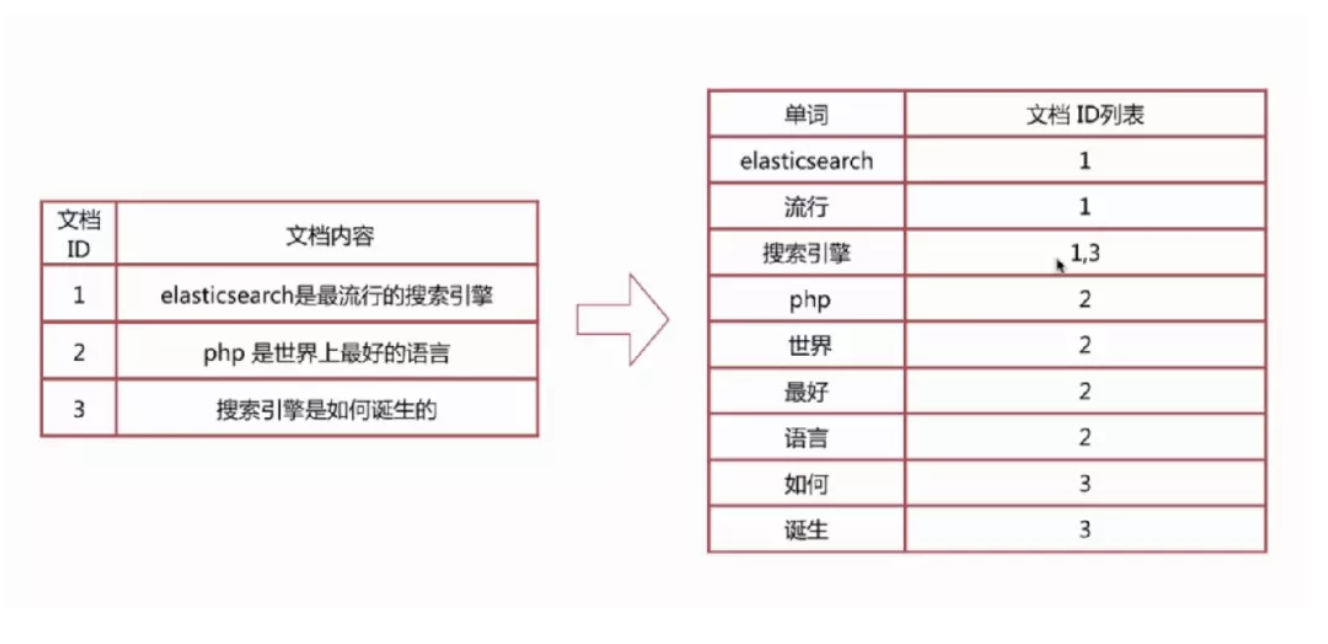 文档
ID
文档内容
1
elasticsearch是最流行的搜索引擎
2
php 是世界上最好的语言
3
搜索引擎是如何诞生的
单词
文档 ID列表
elasticsearch
1
流行
1
搜索引擎
1,3
php
2
世界
2
最好
2
语言
2
如何
3
诞生
3